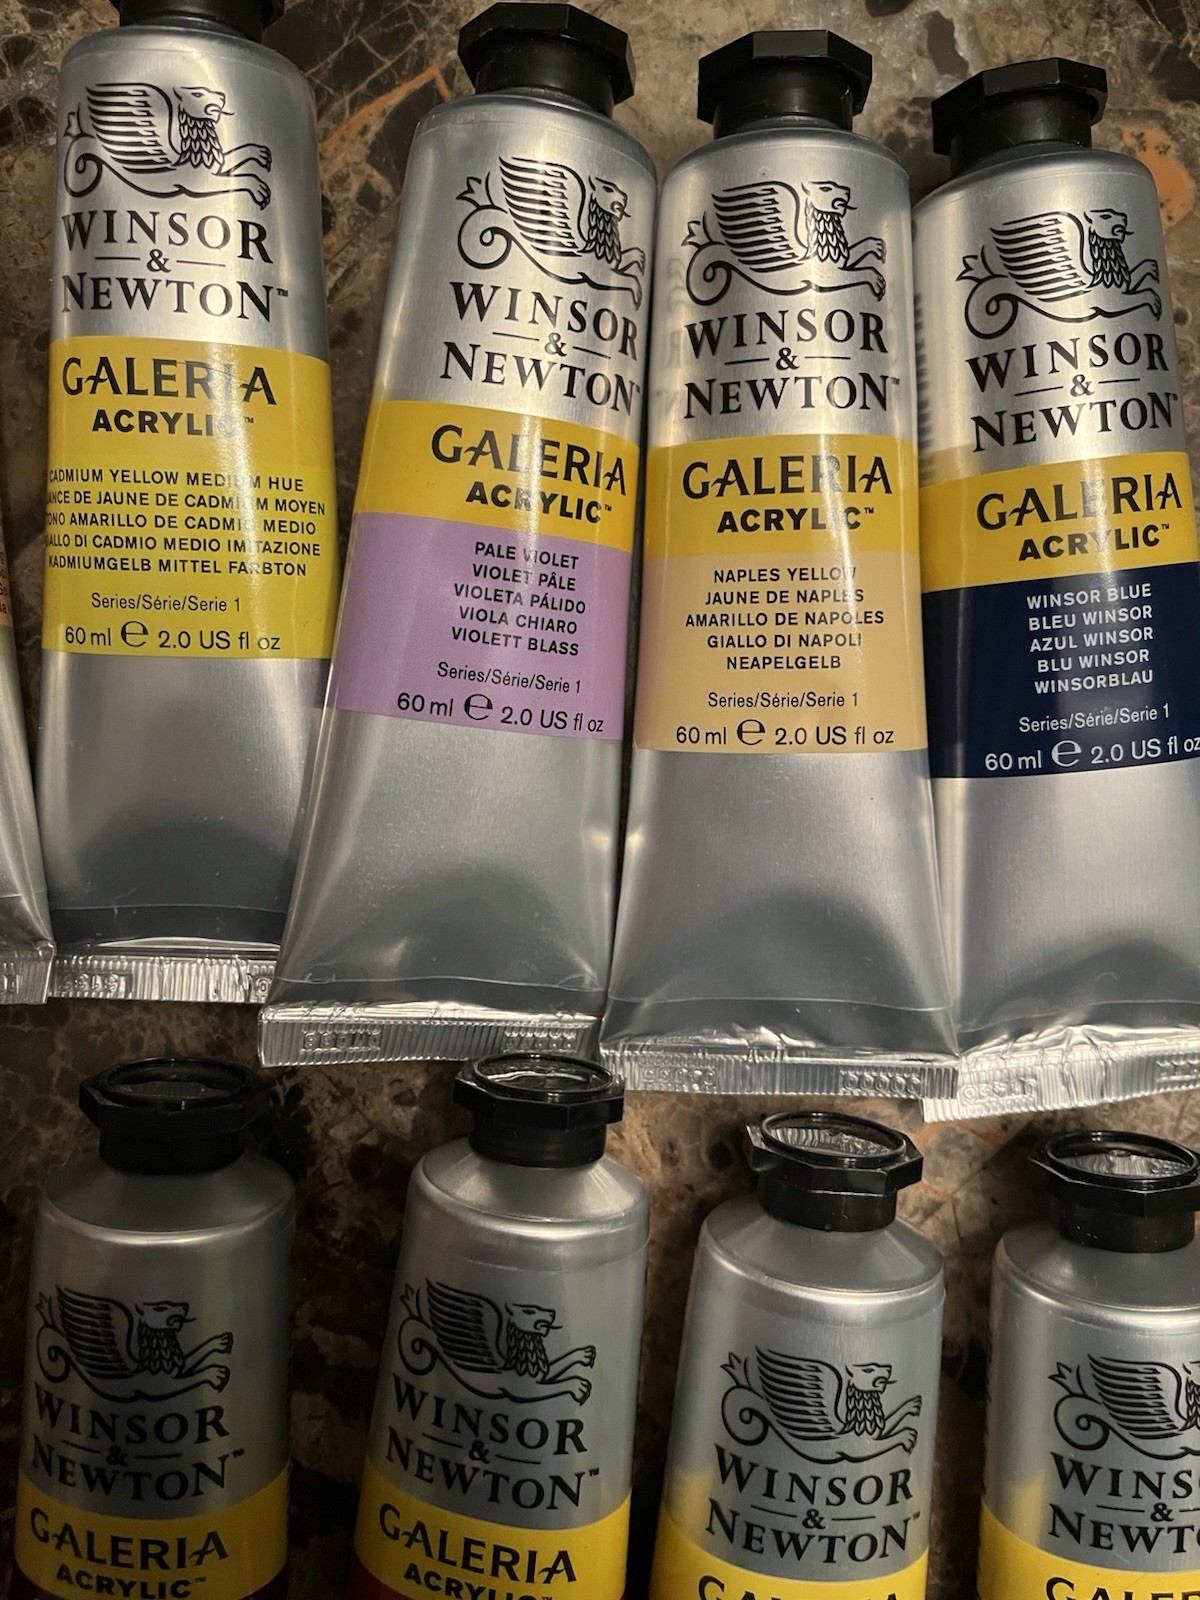 WINSOR
&
NEWTON™
GALERIA
ACRYLIC™
CADMIUM YELLOW MEDIUM HUE
DE JAUNE DE CADMIUM MOYEN
AMARILLO DE CADMIO MEDIO
DI CADMIO MEDIO IMITAZIONE
KADMIUMGELB MITTEL FARBTON
Series/Série/Serie 1
60 ml ℮ 2.0 US fl oz
WINSOR
&
NEWTON™
GALERIA
ACRYLIC™
PALE VIOLET
VIOLET PÂLE
VIOLETA PÁLIDO
VIOLA CHIARO
VIOLETT BLASS
Series/Série/Serie 1
60 ml ℮ 2.0 US fl oz
WINSOR
&
NEWTON™
GALERIA
ACRYLIC™
NAPLES YELLOW
JAUNE DE NAPLES
AMARILLO DE NAPOLES
GIALLO DI NAPOLI
NEAPELGELB
Series/Série/Serie 1
60 ml ℮ 2.0 US fl oz
WINSOR
&
NEWTON™
GALERIA
ACRYLIC™
WINSOR BLUE
BLEU WINSOR
AZUL WINSOR
BLU WINSOR
WINSORBLAU
Series/Série/Serie 1
60 ml ℮ 2.0 US fl oz
WINSOR
&
NEWTON™
GALERIA
ACRYLIC™
WINSOR
&
NEWTON™
GALERIA
ACRYLIC™
WINSOR
&
NEWTON™
GALERIA
WINSOR
&
NEWTON
GALERIA